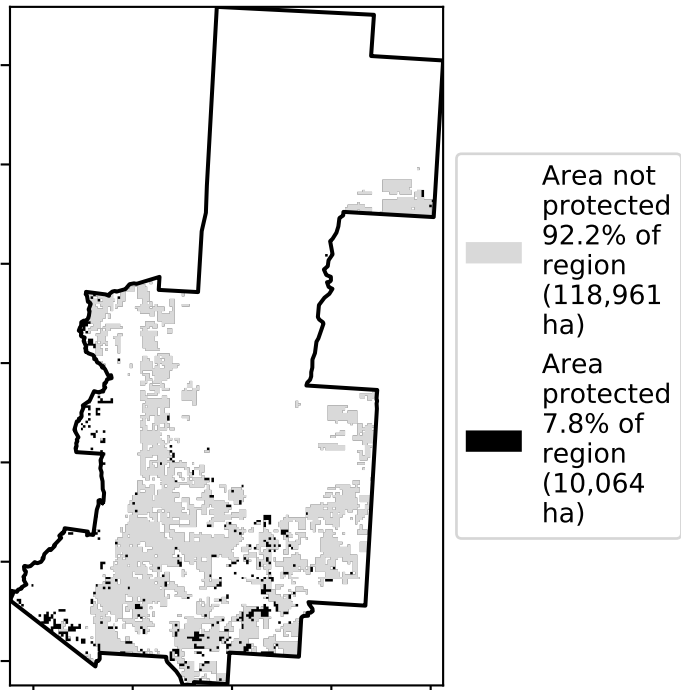 Area not
protected
92.2% of
region
(118,961
ha)
Area
protected
7.8% of
region
(10,064
ha)